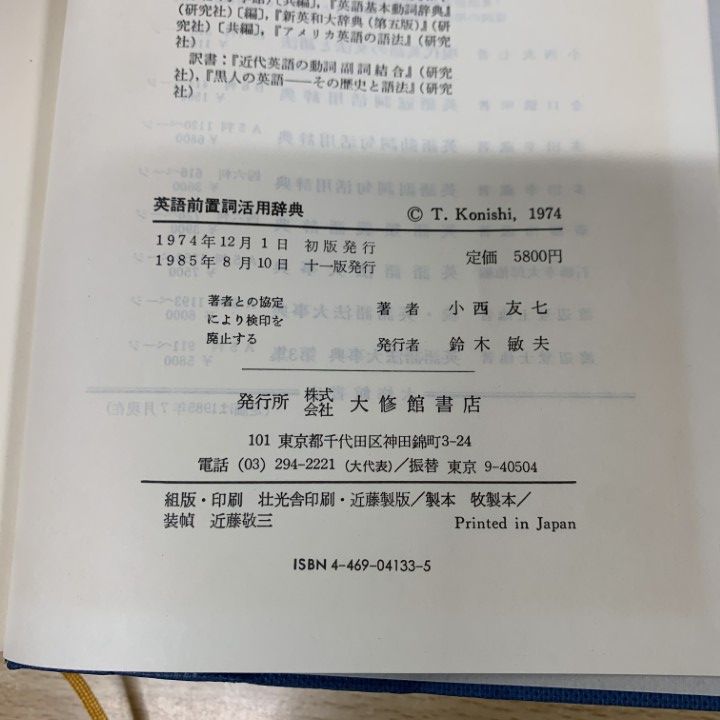 (研究社)〔編〕,『英語基本動詞辞典』
(研究社)〔編〕,『新英和大辞典(第五版)』(研
究社)〔共編〕,『アメリカ英語の語法』(研究
社)
訳書:『近代英語の動詞副詞結合』(研究
社),『黒人の英語——その歴史と語法』(研究
社)
英語前置詞活用辞典
© T. Konishi, 1974
1974年12月1日 初版発行
1985年8月10日 十一版発行
定価 5800円
著者との協定
により検印を
廃止する
著者 小西友七
発行者 鈴木敏夫
発行所 株式会社 大修館書店
101 東京都千代田区神田錦町3-24
電話 (03) 294-2221 (大代表)/振替 東京 9-40504
組版・印刷 壮光舎印刷・近藤製版/製本 牧製本/
装幀 近藤敬三
Printed in Japan
ISBN 4-469-04133-5